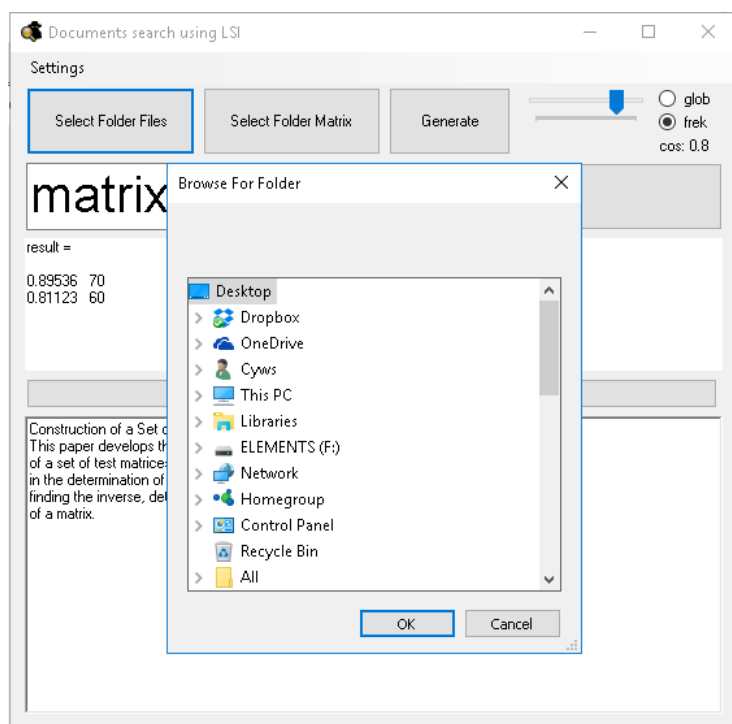 Documents search using LSI
Settings
Select Folder Files
Select Folder Matrix
Generate
glob
frek
cos: 0.8
matrix
Browse For Folder
result =
0.89536 70
0.81123 60
Desktop
Dropbox
OneDrive
Cyws
This PC
Libraries
ELEMENTS (F:)
Network
Homegroup
Control Panel
Recycle Bin
All
OK
Cancel
Construction of a Set
This paper develops
of a set of test matrice
in the determination of
finding the inverse,
of a matrix.